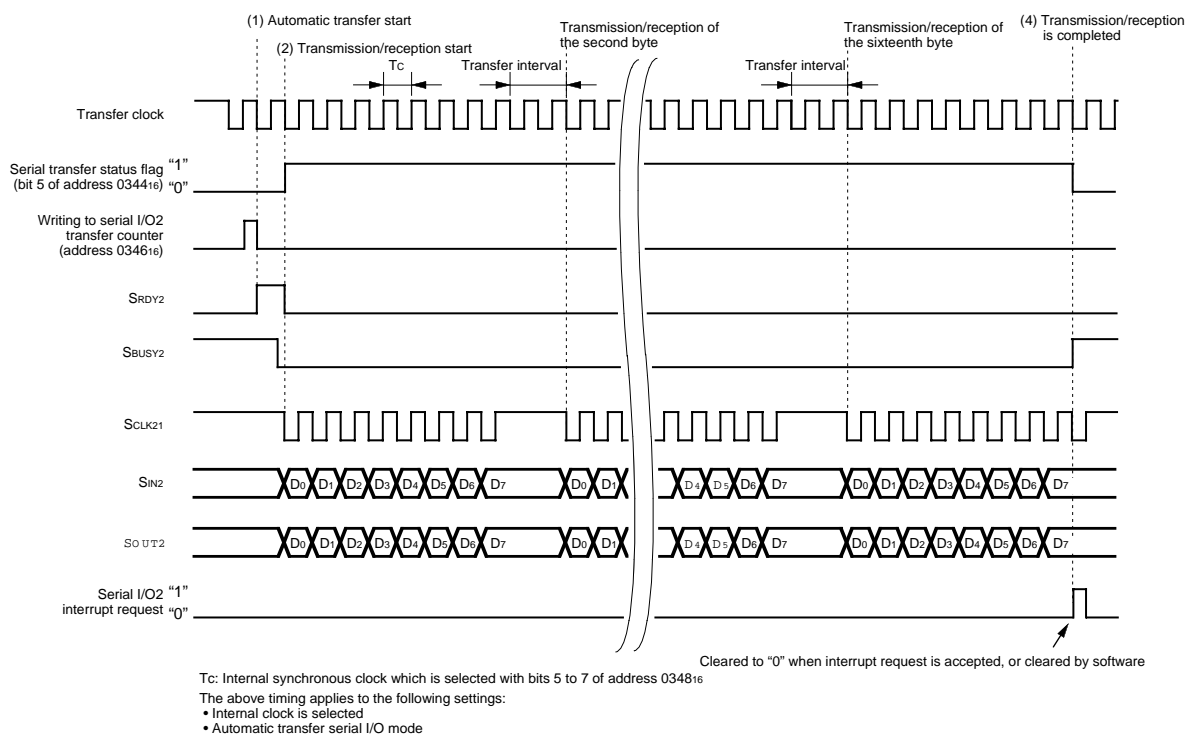 (1) Automatic transfer start
(2) Transmission/reception start
Transmission/reception of
the second byte
Transmission/reception of
the sixteenth byte
(4) Transmission/reception
is completed
Tc
Transfer interval
Transfer interval
Transfer clock
Serial transfer status flag "1"
(bit 5 of address 034416) "0"
Writing to serial I/O2
transfer counter
(address 034616)
SRDY2
SBUSY2
SCLK21
SIN2 D0 D1 D2 D3 D4 D5 D6 D7 D0 D1 D4 D5 D6 D7 D0 D1 D2 D3 D4 D5 D6 D7
SOUT2 D0 D1 D2 D3 D4 D5 D6 D7 D0 D1 D4 D5 D6 D7 D0 D1 D2 D3 D4 D5 D6 D7
Serial I/O2 "1"
interrupt request "0"
Cleared to "0" when interrupt request is accepted, or cleared by software
Tc: Internal synchronous clock which is selected with bits 5 to 7 of address 034816
The above timing applies to the following settings:
• Internal clock is selected
• Automatic transfer serial I/O mode